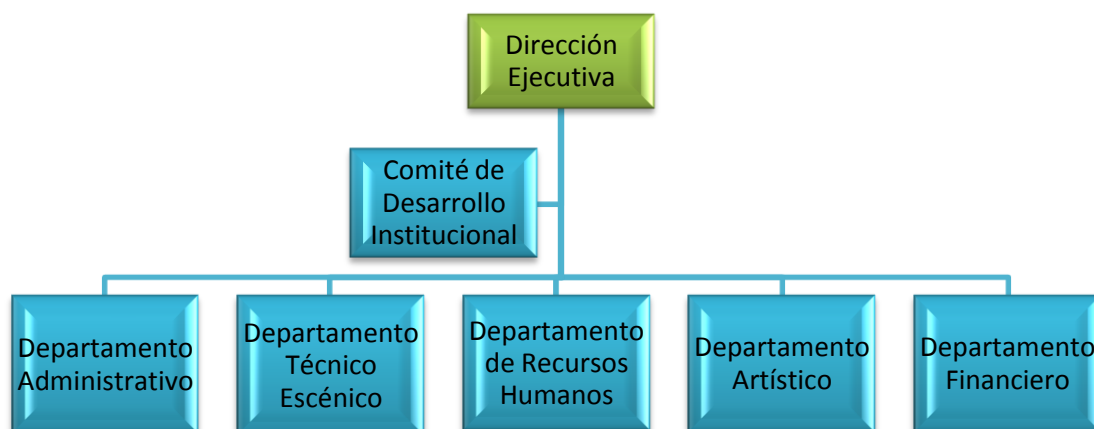 Dirección
Ejecutiva
Comité de
Desarrollo
Institucional
Departamento
Administrativo
Departamento
Técnico
Escénico
Departamento
de Recursos
Humanos
Departamento
Artístico
Departamento
Financiero